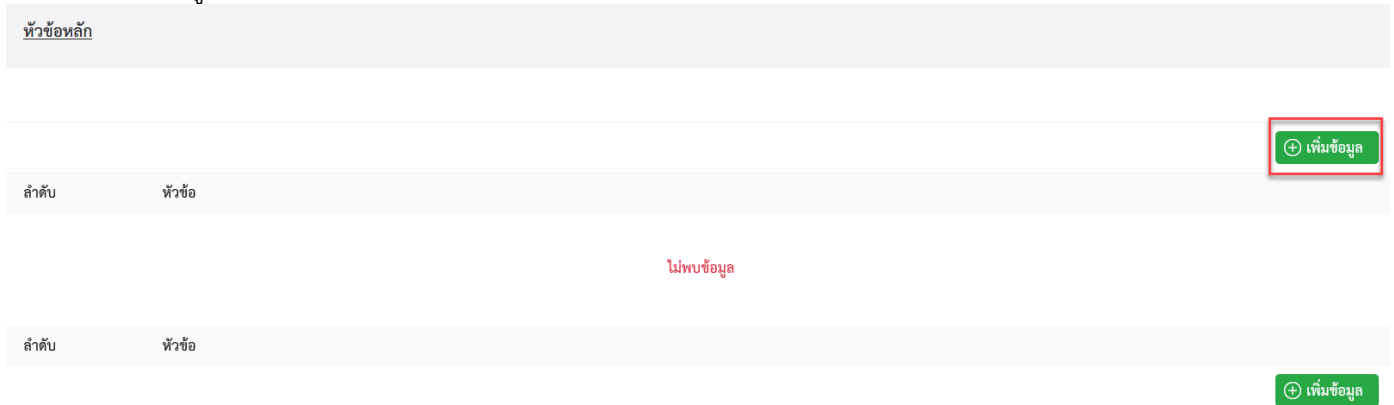 หัวข้อหลัก
เพิ่มข้อมูล
ลำดับ หัวข้อ
ไม่พบข้อมูล
ลำดับ หัวข้อ
เพิ่มข้อมูล